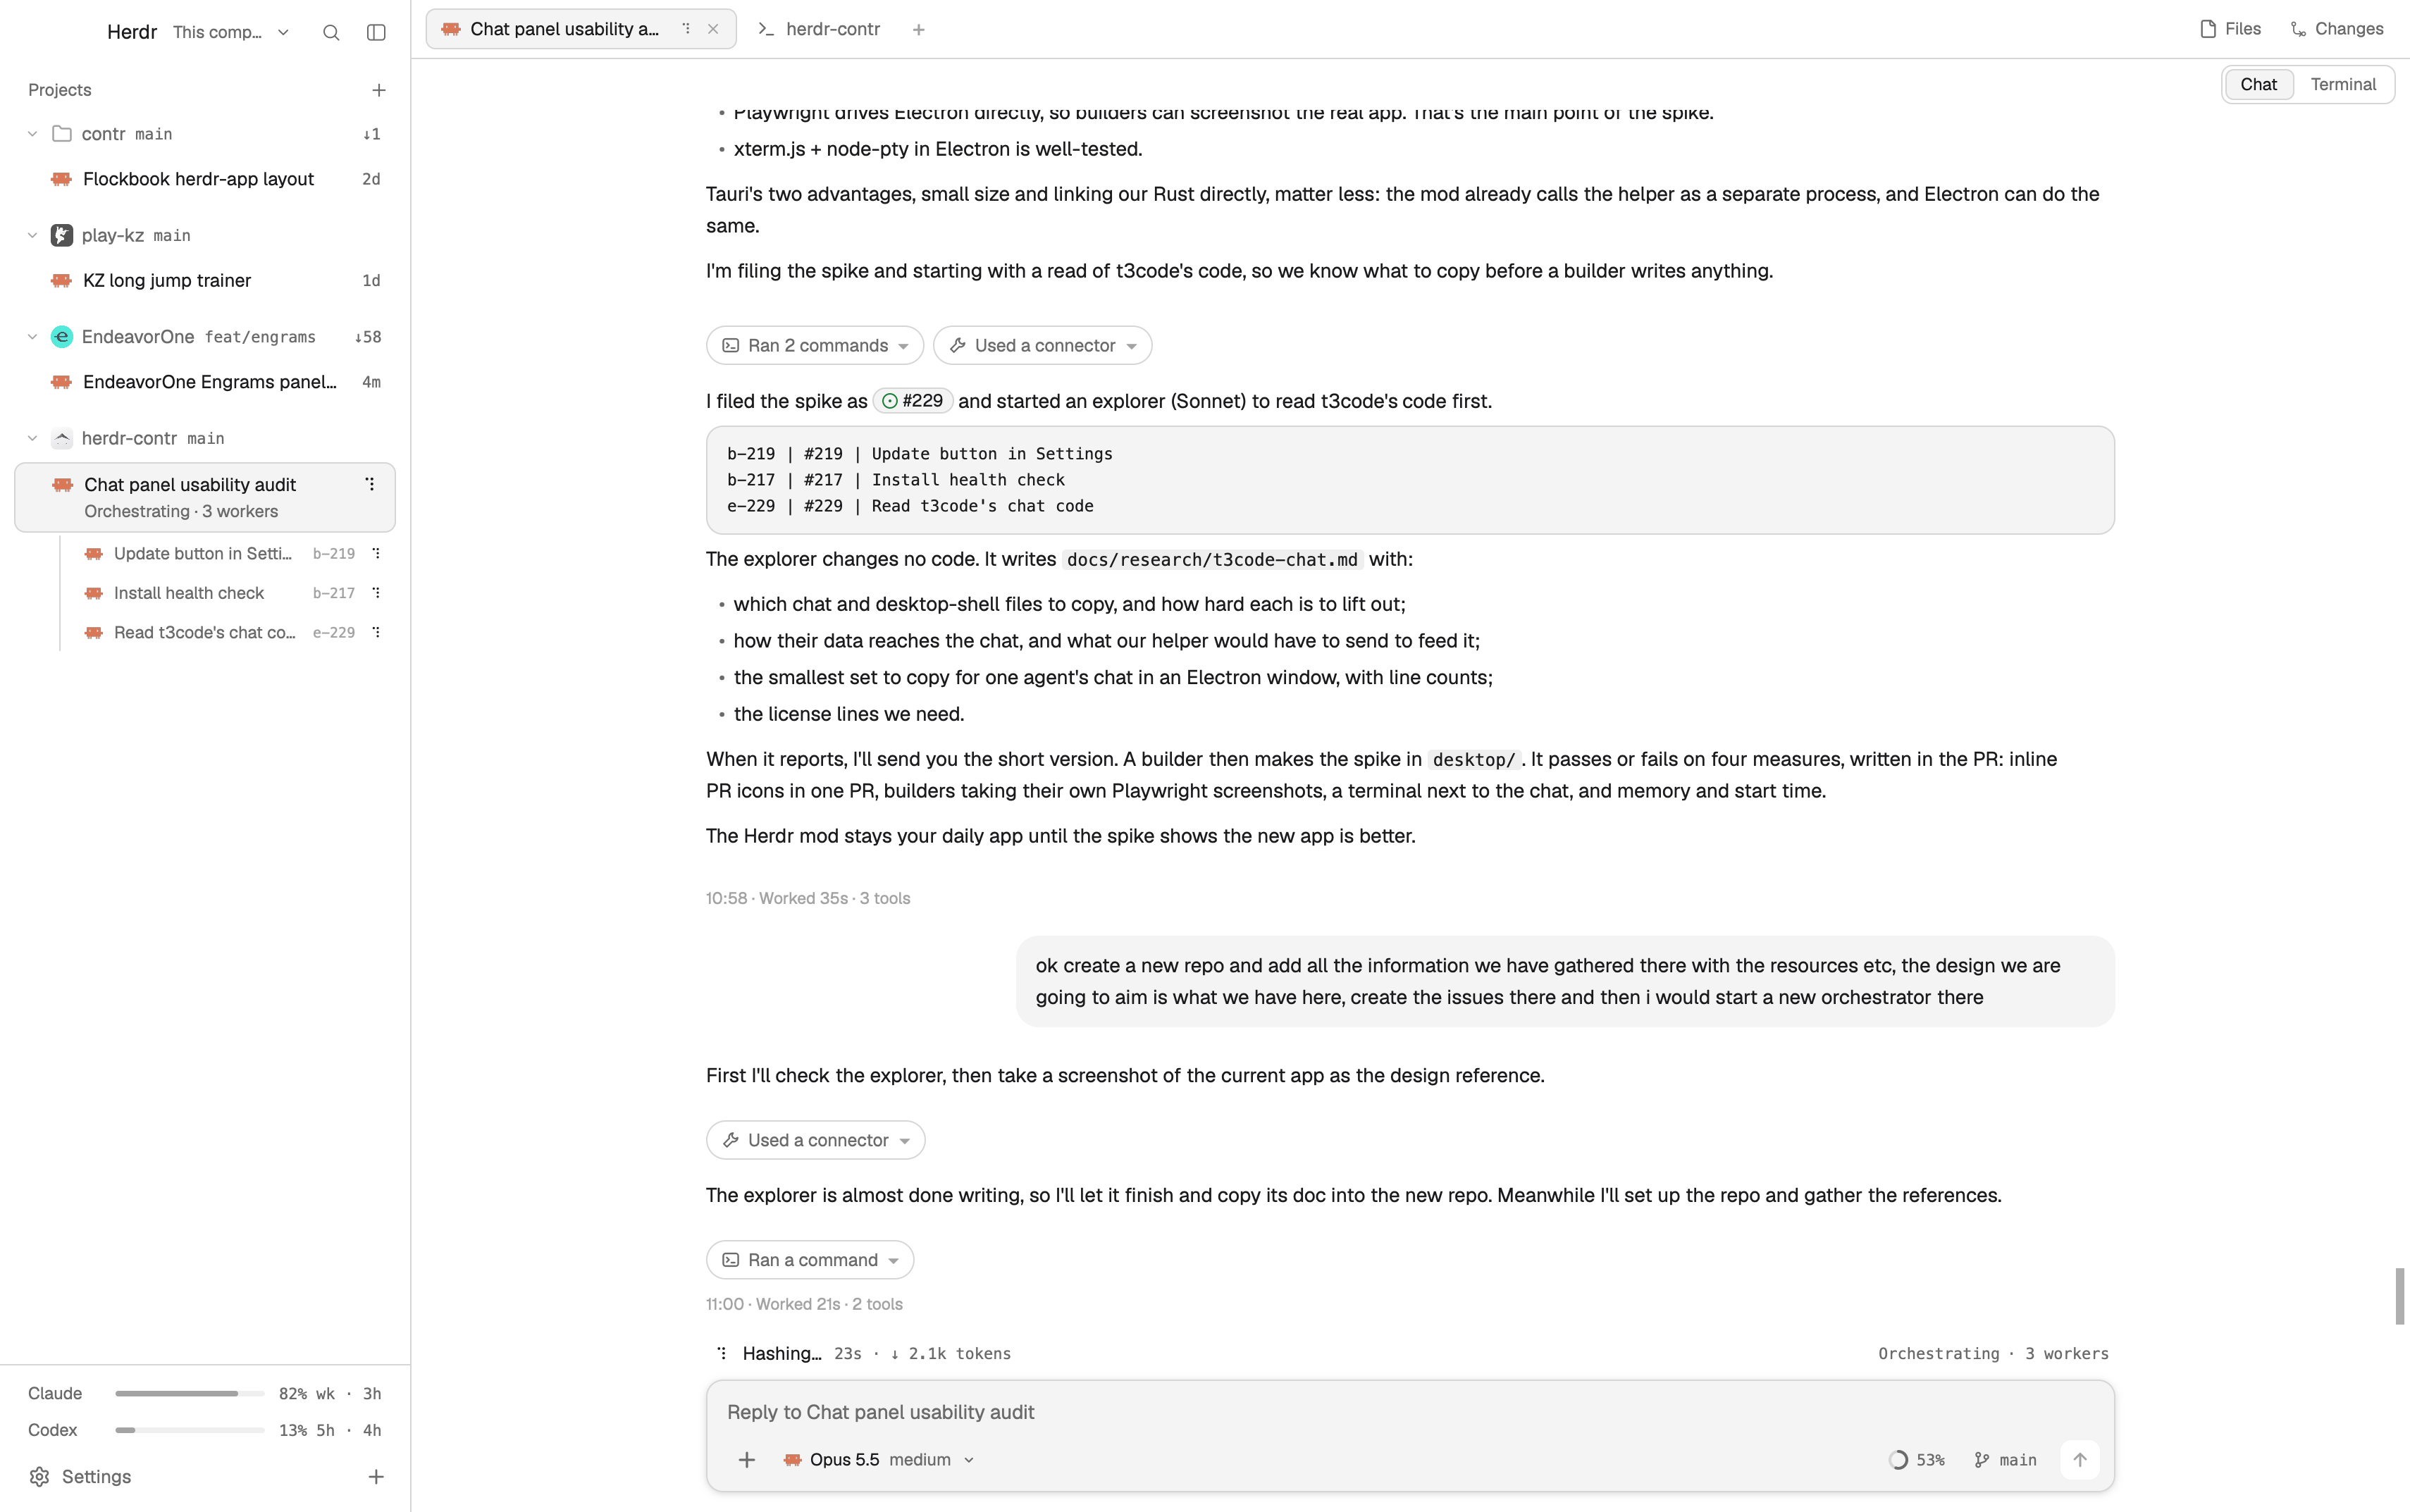 Herdr This comp...
Projects
contr main ↓1
Flockbook herdr-app layout 2d
play-kz main
KZ long jump trainer 1d
EndeavorOne feat/engrams ↓58
EndeavorOne Engrams panel... 4m
herdr-contr main
Chat panel usability audit
Orchestrating · 3 workers
Update button in Setti... b-219
Install health check b-217
Read t3code's chat co... e-229
Claude 82% wk · 3h
Codex 13% 5h · 4h
Settings
Chat panel usability a...
herdr-contr
Files
Changes
Chat Terminal
• Playwright drives Electron directly, so builders can screenshot the real app. That's the main point of the spike.
• xterm.js + node-pty in Electron is well-tested.
Tauri's two advantages, small size and linking our Rust directly, matter less: the mod already calls the helper as a separate process, and Electron can do the
same.
I'm filing the spike and starting with a read of t3code's code, so we know what to copy before a builder writes anything.
Ran 2 commands Used a connector
I filed the spike as #229 and started an explorer (Sonnet) to read t3code's code first.
b-219 | #219 | Update button in Settings
b-217 | #217 | Install health check
e-229 | #229 | Read t3code's chat code
The explorer changes no code. It writes docs/research/t3code-chat.md with:
• which chat and desktop-shell files to copy, and how hard each is to lift out;
• how their data reaches the chat, and what our helper would have to send to feed it;
• the smallest set to copy for one agent's chat in an Electron window, with line counts;
• the license lines we need.
When it reports, I'll send you the short version. A builder then makes the spike in desktop/. It passes or fails on four measures, written in the PR: inline
PR icons in one PR, builders taking their own Playwright screenshots, a terminal next to the chat, and memory and start time.
The Herdr mod stays your daily app until the spike shows the new app is better.
10:58 · Worked 35s · 3 tools
ok create a new repo and add all the information we have gathered there with the resources etc, the design we are
going to aim is what we have here, create the issues there and then i would start a new orchestrator there
First I'll check the explorer, then take a screenshot of the current app as the design reference.
Used a connector
The explorer is almost done writing, so I'll let it finish and copy its doc into the new repo. Meanwhile I'll set up the repo and gather the references.
Ran a command
11:00 · Worked 21s · 2 tools
Hashing... 23s · ↓ 2.1k tokens
Orchestrating · 3 workers
Reply to Chat panel usability audit
Opus 5.5 medium
53% main